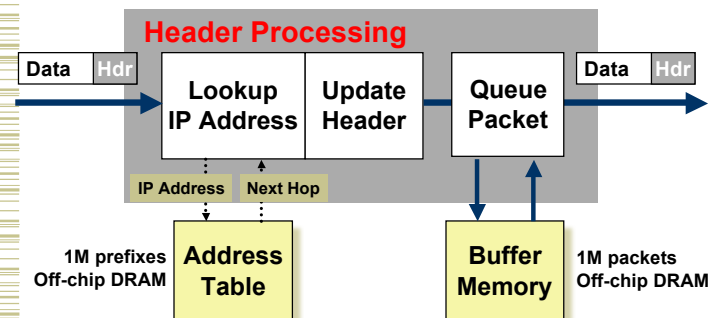 Header Processing
Data Hdr
Lookup
IP Address
Update
Header
Queue
Packet
Data Hdr
IP Address
Next Hop
1M prefixes
Off-chip DRAM
Address
Table
Buffer
Memory
1M packets
Off-chip DRAM